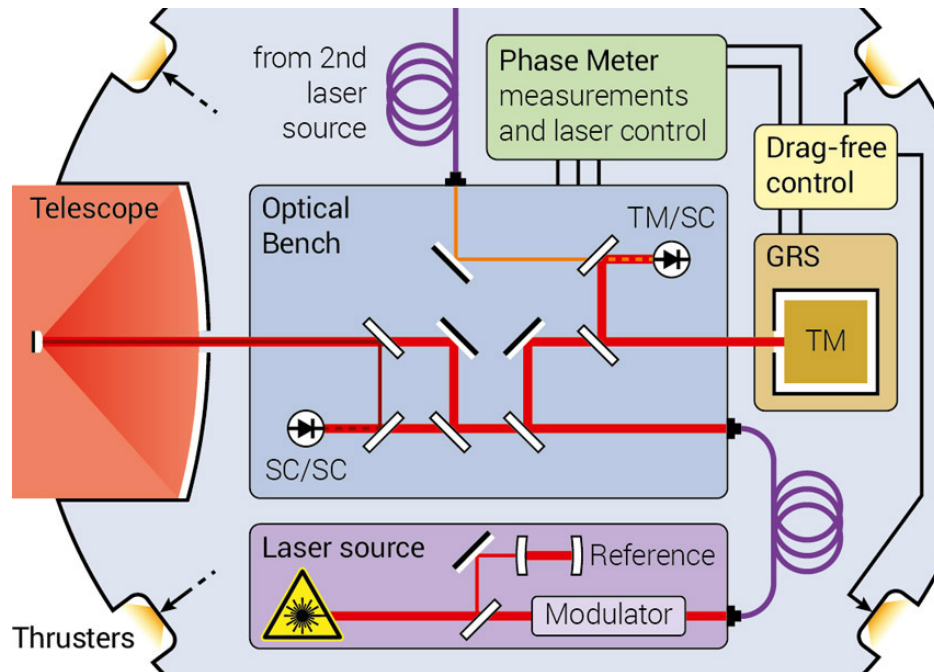 from 2nd
laser
source
Phase Meter
measurements
and laser control
Drag-free
control
Telescope
Optical
Bench
TM/SC
GRS
TM
SC/SC
Laser source
Reference
Modulator
Thrusters